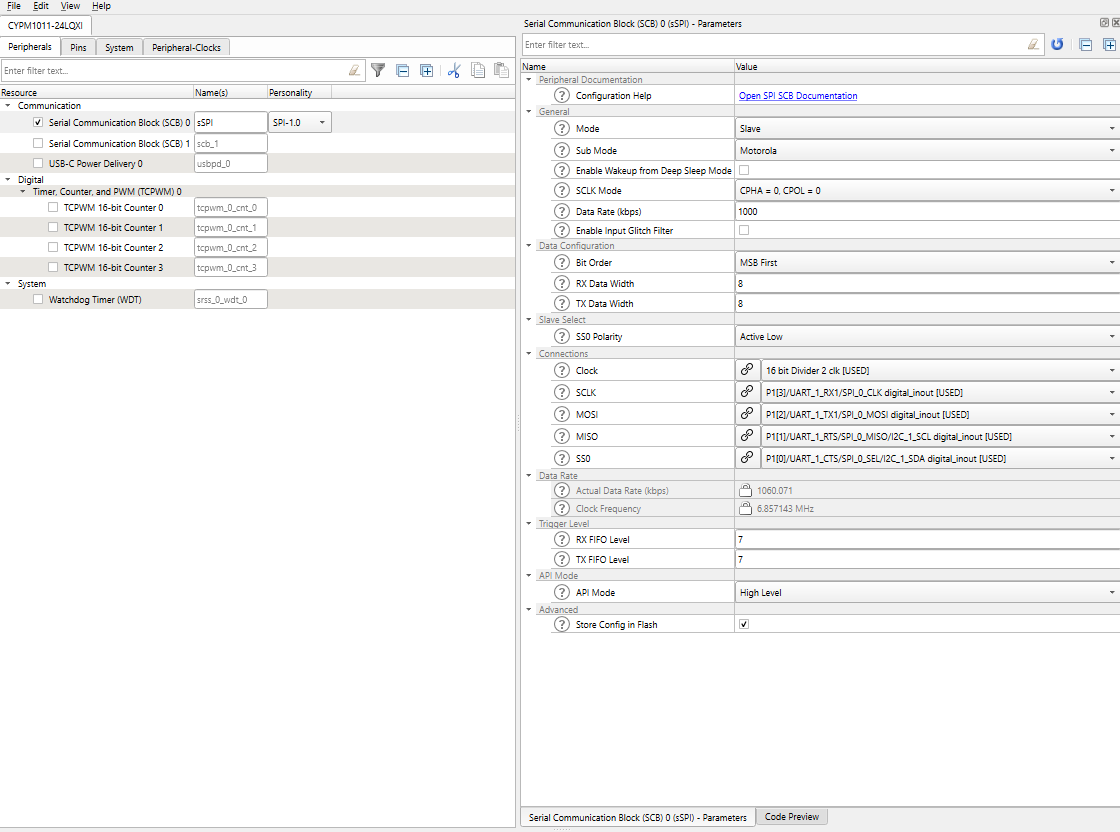 File Edit View Help
CYPM1011-24LQXI
Peripherals Pins System Peripheral-Clocks
Enter filter text...
Resource Name(s) Personality
Communication
Serial Communication Block (SCB) 0 sSPI SPI-1.0
Serial Communication Block (SCB) 1 scb_1
USB-C Power Delivery 0 usbpd_0
Digital
Timer, Counter, and PWM (TCPWM) 0
TCPWM 16-bit Counter 0 tcpwm_0_cnt_0
TCPWM 16-bit Counter 1 tcpwm_0_cnt_1
TCPWM 16-bit Counter 2 tcpwm_0_cnt_2
TCPWM 16-bit Counter 3 tcpwm_0_cnt_3
System
Watchdog Timer (WDT) srss_0_wdt_0
Serial Communication Block (SCB) 0 (sSPI) - Parameters
Enter filter text...
Name Value
Peripheral Documentation
? Configuration Help Open SPI SCB Documentation
General
? Mode Slave
? Sub Mode Motorola
? Enable Wakeup from Deep Sleep Mode
? SCLK Mode CPHA = 0, CPOL = 0
? Data Rate (kbps) 1000
? Enable Input Glitch Filter
Data Configuration
? Bit Order MSB First
? RX Data Width 8
? TX Data Width 8
Slave Select
? SS0 Polarity Active Low
Connections
? Clock 16 bit Divider 2 clk [USED]
? SCLK P1[3]/UART_1_RX1/SPI_0_CLK digital_inout [USED]
? MOSI P1[2]/UART_1_TX1/SPI_0_MOSI digital_inout [USED]
? MISO P1[1]/UART_1_RTS/SPI_0_MISO/I2C_1_SCL digital_inout [USED]
? SS0 P1[0]/UART_1_CTS/SPI_0_SEL/I2C_1_SDA digital_inout [USED]
Data Rate
? Actual Data Rate (kbps) 1060.071
? Clock Frequency 6.857143 MHz
Trigger Level
? RX FIFO Level 7
? TX FIFO Level 7
API Mode
? API Mode High Level
Advanced
? Store Config in Flash
Serial Communication Block (SCB) 0 (sSPI) - Parameters Code Preview